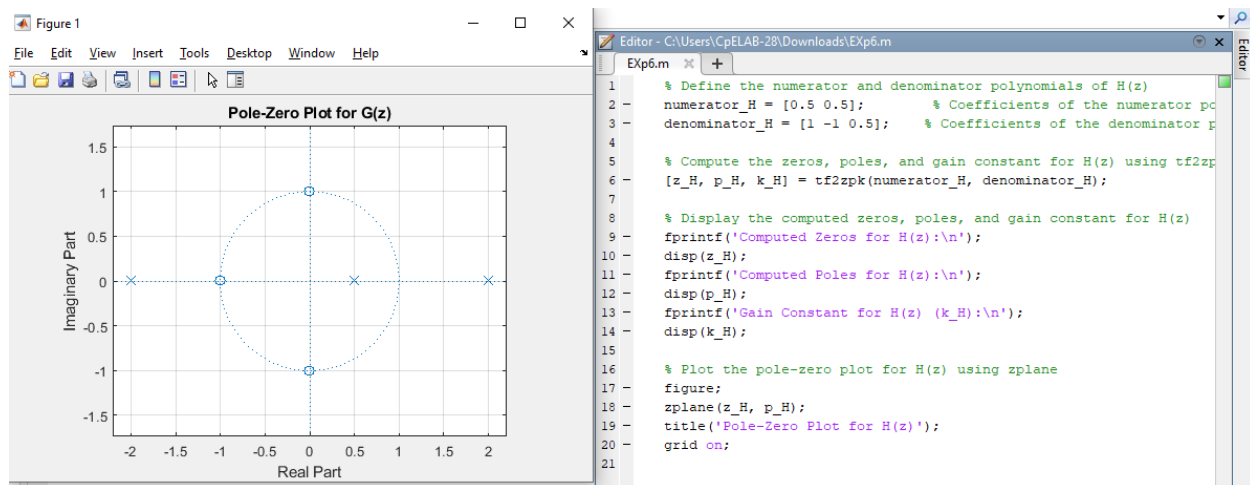 Figure 1
File Edit View Insert Tools Desktop Window Help
Pole-Zero Plot for G(z)
1.5
1
0.5
0
-0.5
-1
-1.5
Imaginary Part
-2 -1.5 -1 -0.5 0 0.5 1 1.5 2
Real Part
Editor - C:\Users\CpELAB-28\Downloads\EXp6.m
EXp6.m
Editor
1 % Define the numerator and denominator polynomials of H(z)
2 - numerator_H = [0.5 0.5]; % Coefficients of the numerator po
3 - denominator_H = [1 -1 0.5]; % Coefficients of the denominator p
4
5 % Compute the zeros, poles, and gain constant for H(z) using tf2zp
6 - [z_H, p_H, k_H] = tf2zpk(numerator_H, denominator_H);
7
8 % Display the computed zeros, poles, and gain constant for H(z)
9 - fprintf('Computed Zeros for H(z):\n');
10 - disp(z_H);
11 - fprintf('Computed Poles for H(z):\n');
12 - disp(p_H);
13 - fprintf('Gain Constant for H(z) (k_H):\n');
14 - disp(k_H);
15
16 % Plot the pole-zero plot for H(z) using zplane
17 - figure;
18 - zplane(z_H, p_H);
19 - title('Pole-Zero Plot for H(z)');
20 - grid on;
21